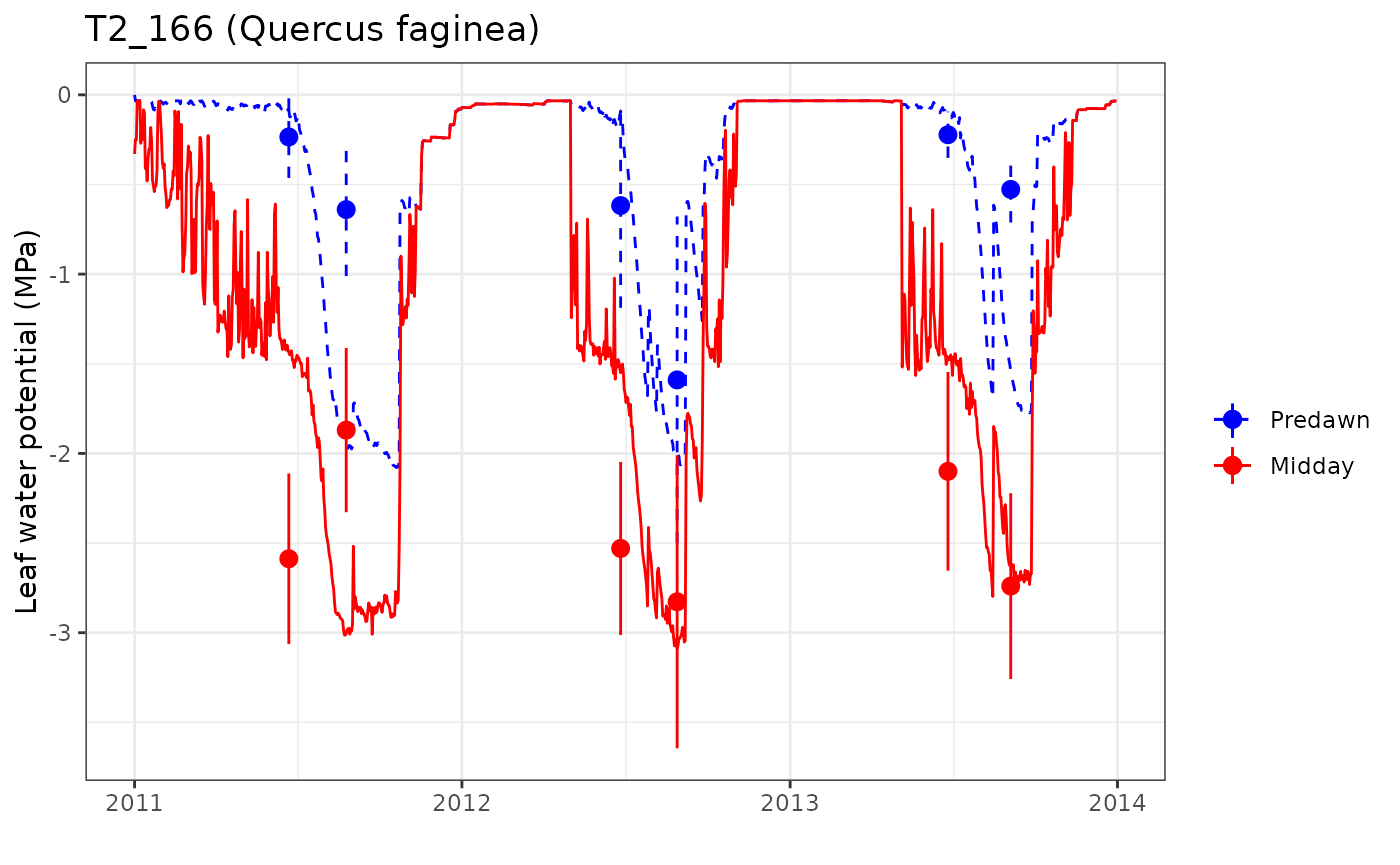 T2_166 (Quercus faginea)
Leaf water potential (MPa)
0
-1
-2
-3
2011
2012
2013
2014
Predawn
Midday